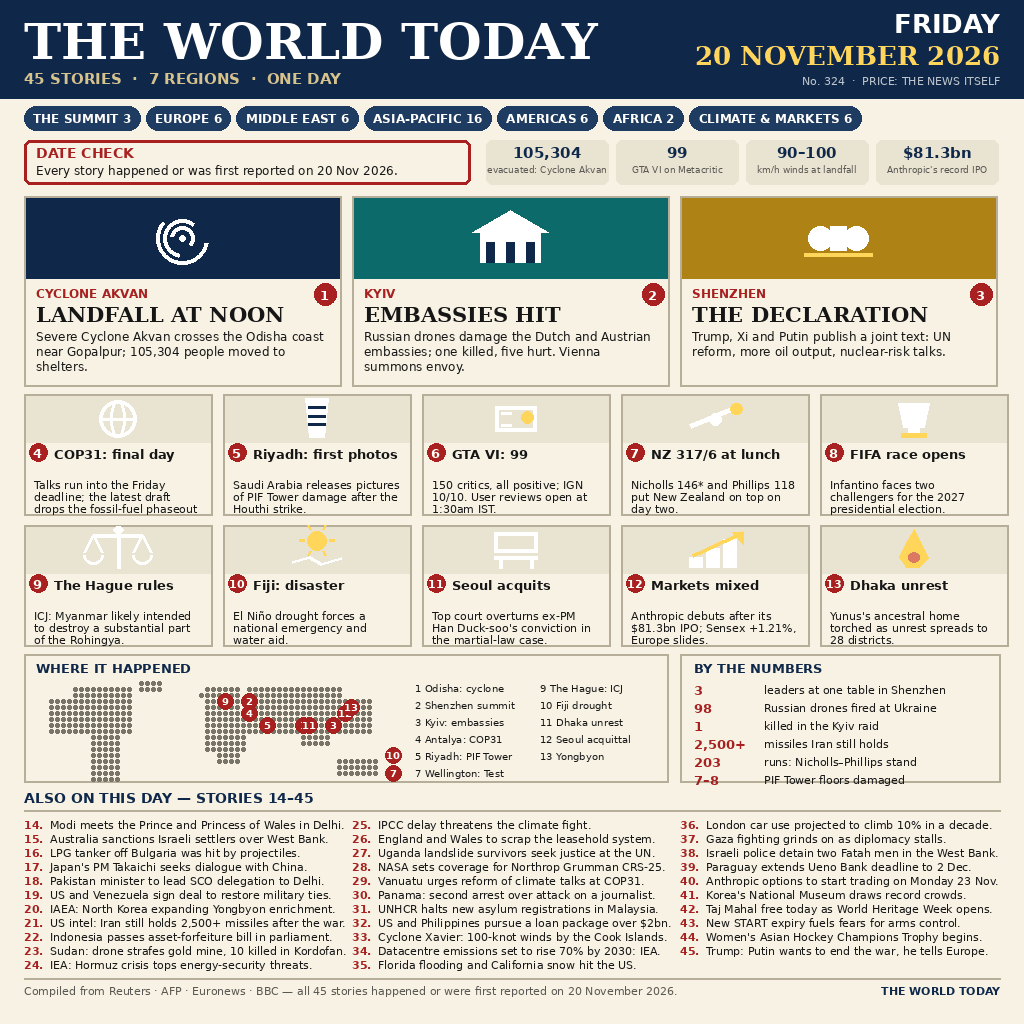 THE WORLD TODAY
45 STORIES · 7 REGIONS · ONE DAY
FRIDAY
20 NOVEMBER 2026
No. 324 · PRICE: THE NEWS ITSELF
THE SUMMIT 3
EUROPE 6
MIDDLE EAST 6
ASIA-PACIFIC 16
AMERICAS 6
AFRICA 2
CLIMATE & MARKETS 6
DATE CHECK
Every story happened or was first reported on 20 Nov 2026.
105,304
evacuated: Cyclone Akvan
99
GTA VI on Metacritic
90–100
km/h winds at landfall
$81.3bn
Anthropic's record IPO
CYCLONE AKVAN
1
LANDFALL AT NOON
Severe Cyclone Akvan crosses the Odisha coast
near Gopalpur; 105,304 people moved to
shelters.
KYIV
2
EMBASSIES HIT
Russian drones damage the Dutch and Austrian
embassies; one killed, five hurt. Vienna
summons envoy.
SHENZHEN
3
THE DECLARATION
Trump, Xi and Putin publish a joint text: UN
reform, more oil output, nuclear-risk talks.
4 COP31: final day
Talks run into the Friday
deadline; the latest draft
drops the fossil-fuel phaseout
5 Riyadh: first photos
Saudi Arabia releases pictures
of PIF Tower damage after the
Houthi strike.
6 GTA VI: 99
150 critics, all positive; IGN
10/10. User reviews open at
1:30am IST.
7 NZ 317/6 at lunch
Nicholls 146* and Phillips 118
put New Zealand on top on
day two.
8 FIFA race opens
Infantino faces two
challengers for the 2027
presidential election.
9 The Hague rules
ICJ: Myanmar likely intended
to destroy a substantial part
of the Rohingya.
10 Fiji: disaster
El Niño drought forces a
national emergency and
water aid.
11 Seoul acquits
Top court overturns ex-PM
Han Duck-soo's conviction in
the martial-law case.
12 Markets mixed
Anthropic debuts after its
$81.3bn IPO; Sensex +1.21%,
Europe slides.
13 Dhaka unrest
Yunus's ancestral home
torched as unrest spreads to
28 districts.
WHERE IT HAPPENED
9
2
4
5
11
3
13
10
7
1 Odisha: cyclone
2 Shenzhen summit
3 Kyiv: embassies
4 Antalya: COP31
5 Riyadh: PIF Tower
7 Wellington: Test
9 The Hague: ICJ
10 Fiji drought
11 Dhaka unrest
12 Seoul acquittal
13 Yongbyon
BY THE NUMBERS
3 leaders at one table in Shenzhen
98 Russian drones fired at Ukraine
1 killed in the Kyiv raid
2,500+ missiles Iran still holds
203 runs: Nicholls–Phillips stand
7–8 PIF Tower floors damaged
ALSO ON THIS DAY — STORIES 14–45
14. Modi meets the Prince and Princess of Wales in Delhi.
15. Australia sanctions Israeli settlers over West Bank.
16. LPG tanker off Bulgaria was hit by projectiles.
17. Japan's PM Takaichi seeks dialogue with China.
18. Pakistan minister to lead SCO delegation to Delhi.
19. US and Venezuela sign deal to restore military ties.
20. IAEA: North Korea expanding Yongbyon enrichment.
21. US intel: Iran still holds 2,500+ missiles after the war.
22. Indonesia passes asset-forfeiture bill in parliament.
23. Sudan: drone strafes gold mine, 10 killed in Kordofan.
24. IEA: Hormuz crisis tops energy-security threats.
25. IPCC delay threatens the climate fight.
26. England and Wales to scrap the leasehold system.
27. Uganda landslide survivors seek justice at the UN.
28. NASA sets coverage for Northrop Grumman CRS-25.
29. Vanuatu urges reform of climate talks at COP31.
30. Panama: second arrest over attack on a journalist.
31. UNHCR halts new asylum registrations in Malaysia.
32. US and Philippines pursue a loan package over $2bn.
33. Cyclone Xavier: 100-knot winds by the Cook Islands.
34. Datacentre emissions set to rise 70% by 2030: IEA.
35. Florida flooding and California snow hit the US.
36. London car use projected to climb 10% in a decade.
37. Gaza fighting grinds on as diplomacy stalls.
38. Israeli police detain two Fatah men in the West Bank.
39. Paraguay extends Ueno Bank deadline to 2 Dec.
40. Anthropic options to start trading on Monday 23 Nov.
41. Korea's National Museum draws record crowds.
42. Taj Mahal free today as World Heritage Week opens.
43. New START expiry fuels fears for arms control.
44. Women's Asian Hockey Champions Trophy begins.
45. Trump: Putin wants to end the war, he tells Europe.
Compiled from Reuters · AFP · Euronews · BBC — all 45 stories happened or were first reported on 20 November 2026.
THE WORLD TODAY